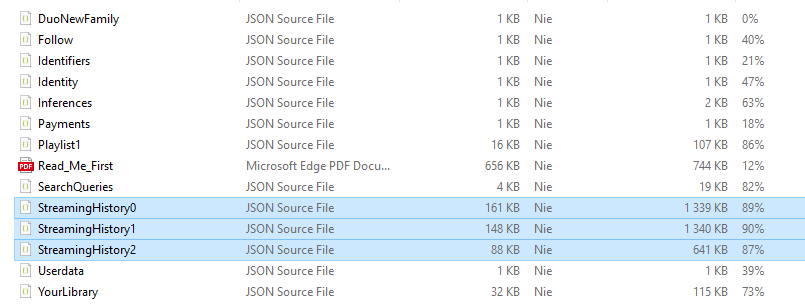 DuoNewFamily JSON Source File 1 KB Nie 1 KB 0%
Follow JSON Source File 1 KB Nie 1 KB 40%
Identifiers JSON Source File 1 KB Nie 1 KB 21%
Identity JSON Source File 1 KB Nie 1 KB 47%
Inferences JSON Source File 1 KB Nie 2 KB 63%
Payments JSON Source File 1 KB Nie 1 KB 18%
Playlist1 JSON Source File 16 KB Nie 107 KB 86%
PDF Read_Me_First Microsoft Edge PDF Docu... 656 KB Nie 744 KB 12%
SearchQueries JSON Source File 4 KB Nie 19 KB 82%
StreamingHistory0 JSON Source File 161 KB Nie 1 339 KB 89%
StreamingHistory1 JSON Source File 148 KB Nie 1 340 KB 90%
StreamingHistory2 JSON Source File 88 KB Nie 641 KB 87%
Userdata JSON Source File 1 KB Nie 1 KB 39%
YourLibrary JSON Source File 32 KB Nie 115 KB 73%